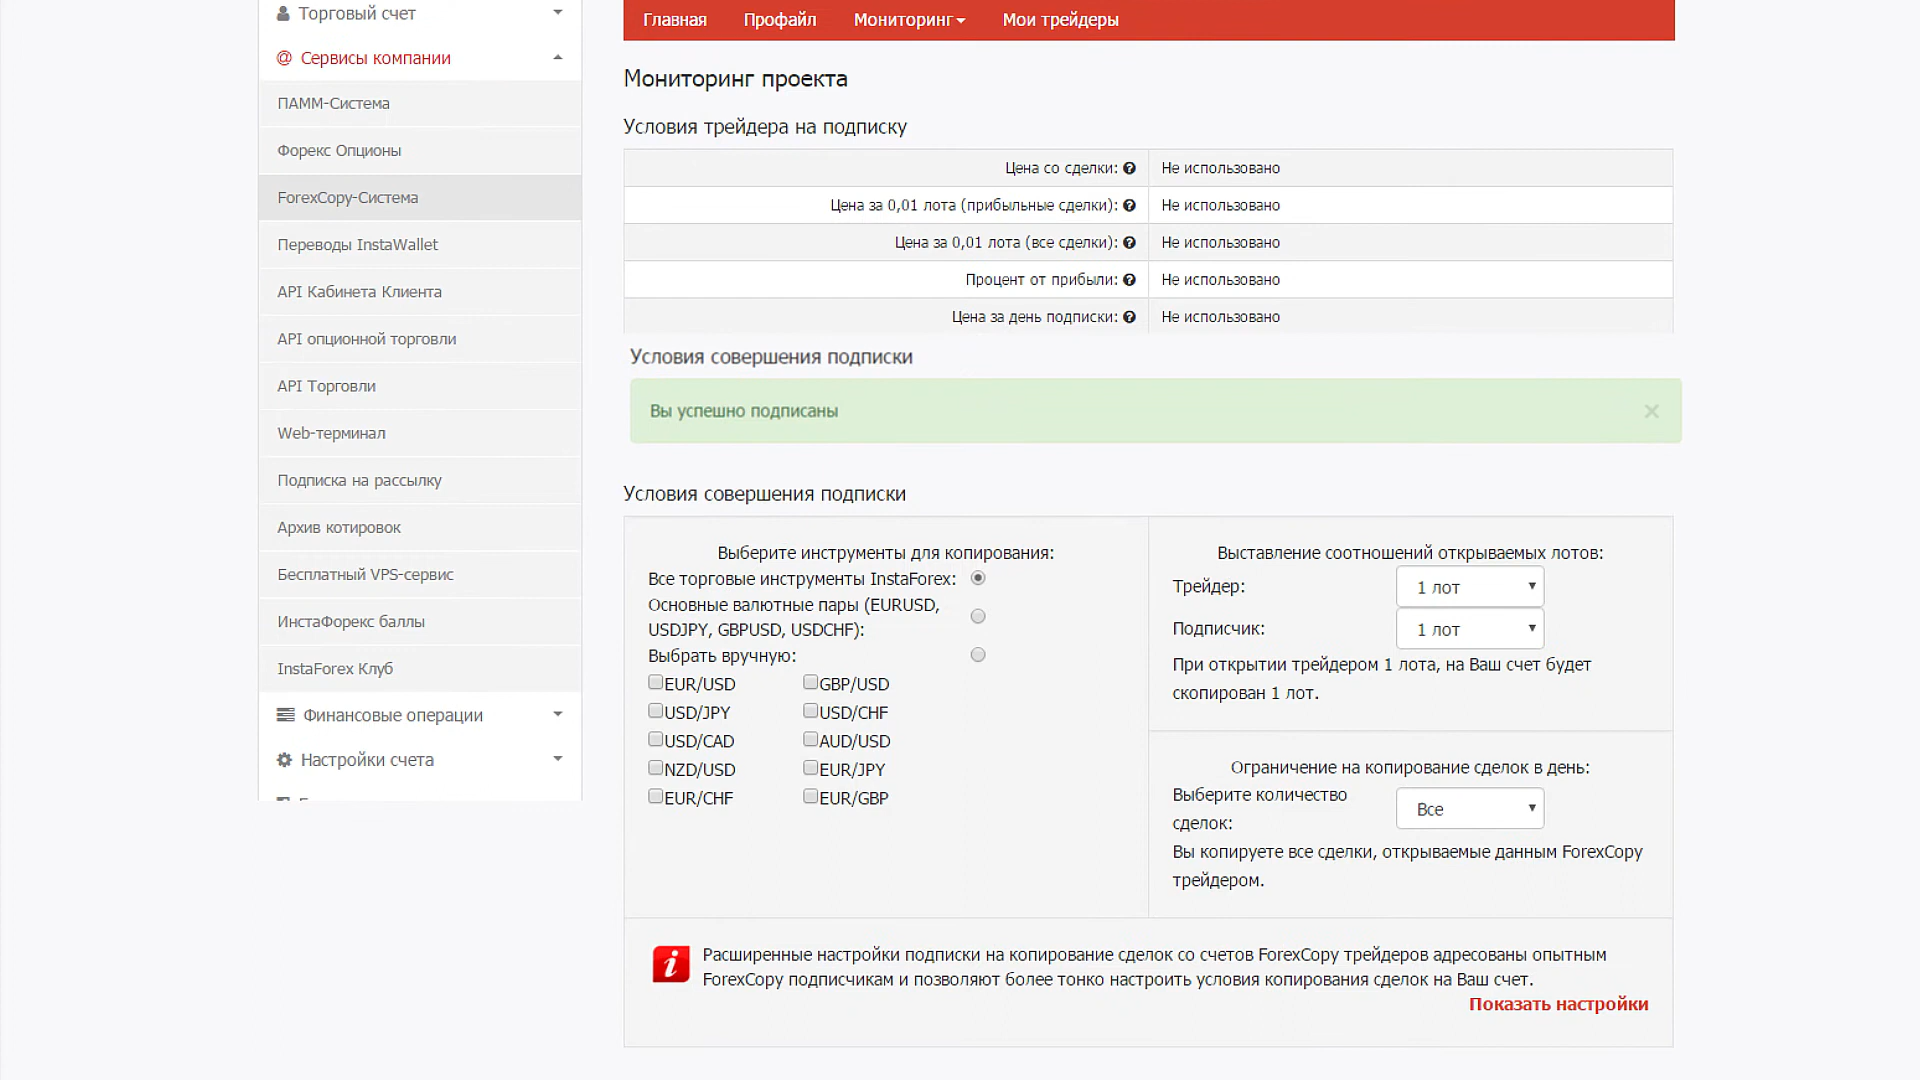 Торговый счет
Сервисы компании
ПАММ-Система
Форекс Опционы
ForexCopy-Система
Переводы InstaWallet
API Кабинета Клиента
API опционной торговли
API Торговли
Web-терминал
Подписка на рассылку
Архив котировок
Бесплатный VPS-сервис
ИнстаФорекс баллы
InstaForex Клуб
Финансовые операции
Настройки счета
Главная Профайл Мониторинг Мои трейдеры
Мониторинг проекта
Условия трейдера на подписку
Цена со сделки: Не использовано
Цена за 0,01 лота (прибыльные сделки): Не использовано
Цена за 0,01 лота (все сделки): Не использовано
Процент от прибыли: Не использовано
Цена за день подписки: Не использовано
Условия совершения подписки
Вы успешно подписаны
Условия совершения подписки
Выберите инструменты для копирования:
Все торговые инструменты InstaForex:
Основные валютные пары (EURUSD,
USDJPY, GBPUSD, USDCHF):
Выбрать вручную:
EUR/USD GBP/USD
USD/JPY USD/CHF
USD/CAD AUD/USD
NZD/USD EUR/JPY
EUR/CHF EUR/GBP
Выставление соотношений открываемых лотов:
Трейдер: 1 лот
Подписчик: 1 лот
При открытии трейдером 1 лота, на Ваш счет будет
скопирован 1 лот.
Ограничение на копирование сделок в день:
Выберите количество
сделок: Все
Вы копируете все сделки, открываемые данным ForexCopy
трейдером.
Расширенные настройки подписки на копирование сделок со счетов ForexCopy трейдеров адресованы опытным
ForexCopy подписчикам и позволяют более тонко настроить условия копирования сделок на Ваш счет.
Показать настройки